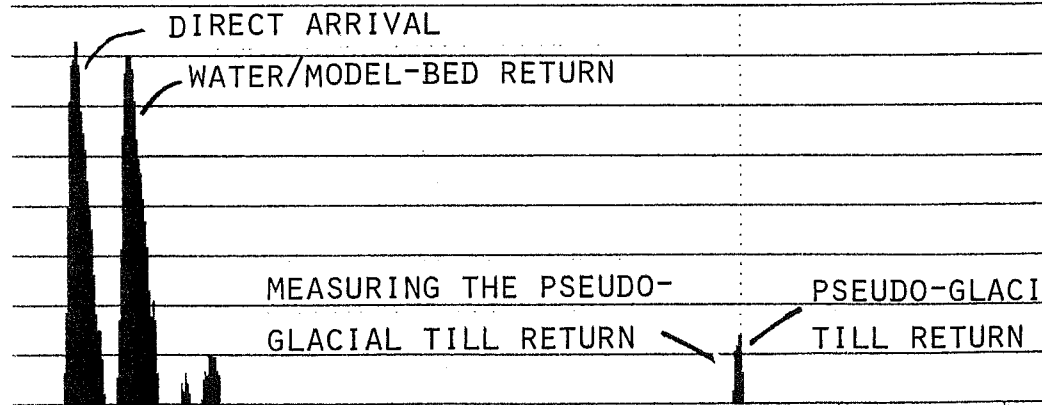 DIRECT ARRIVAL
WATER/MODEL-BED RETURN
MEASURING THE PSEUDO-
GLACIAL TILL RETURN
PSEUDO-GLACI
TILL RETURN